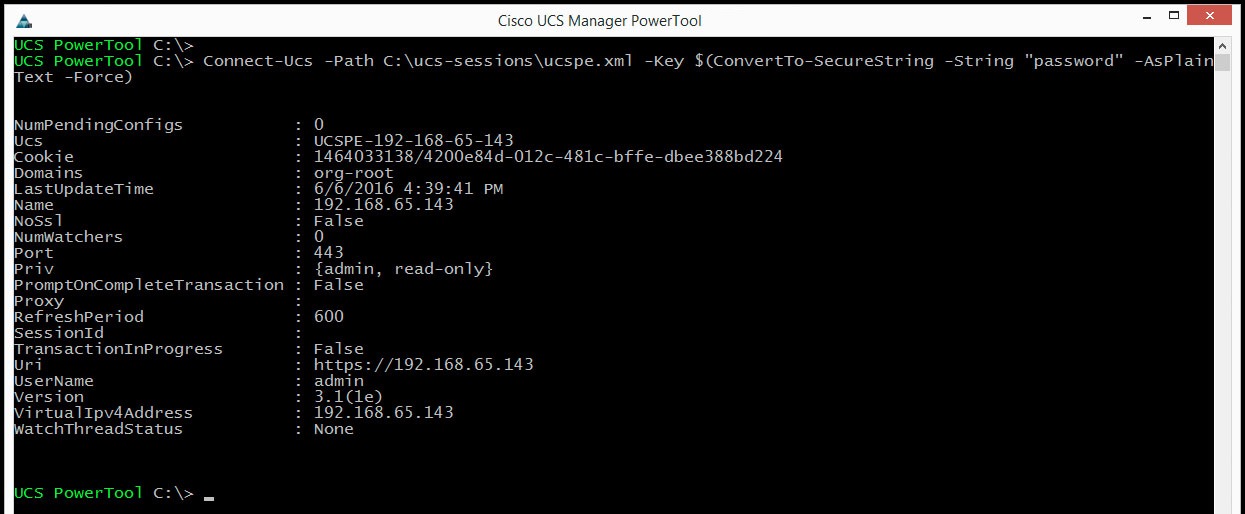 Cisco UCS Manager PowerTool
UCS PowerTool C:\>
UCS PowerTool C:\> Connect-Ucs -Path C:\ucs-sessions\ucspe.xml -Key $(ConvertTo-SecureString -String "password" -AsPlain
Text -Force)
NumPendingConfigs : 0
Ucs : UCSPE-192-168-65-143
Cookie : 1464033138/4200e84d-012c-481c-bffe-dbee388bd224
Domains : org-root
LastUpdateTime : 6/6/2016 4:39:41 PM
Name : 192.168.65.143
NoSsl : False
NumWatchers : 0
Port : 443
Priv : {admin, read-only}
PromptOnCompleteTransaction : False
Proxy :
RefreshPeriod : 600
SessionId :
TransactionInProgress : False
Uri : https://192.168.65.143
UserName : admin
Version : 3.1(1e)
VirtualIpv4Address : 192.168.65.143
WatchThreadStatus : None
UCS PowerTool C:\> _